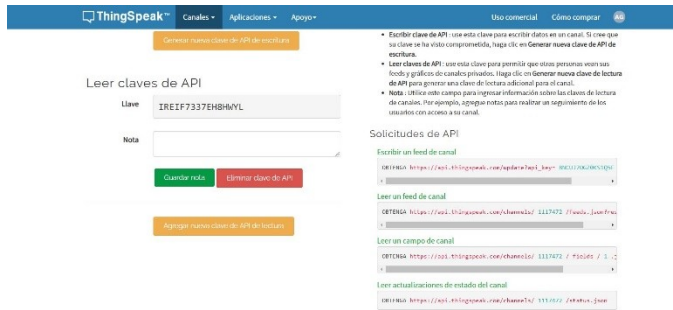 ThingSpeak™ Canales Aplicaciones Apoyo Uso comercial Cómo comprar AG
Generar nueva clave de API de escritura
Leer claves de API
Llave IREIF7337EH8HWYL
Nota
Guardar nota Eliminar clave de API
Agregar nueva clave de API de lectura
Escribir clave de API : use esta clave para escribir datos en un canal. Si cree que
su clave se ha visto comprometida, haga clic en Generar nueva clave de API de
escritura.
Leer claves de API : use esta clave para permitir que otras personas vean sus
feeds y gráficos de canales privados. Haga clic en Generar nueva clave de lectura
de API para generar una clave de lectura adicional para el canal.
Nota : Utilice este campo para ingresar información sobre las claves de lectura
de canales. Por ejemplo, agregue notas para realizar un seguimiento de los
usuarios con acceso a su canal.
Solicitudes de API
Escribir un feed de canal
OBTENGA https://api.thingspeak.com/update?api_key=
Leer un feed de canal
OBTENGA https://api.thingspeak.com/channels/ 1117472 /feeds.json?res
Leer un campo de canal
OBTENGA https://api.thingspeak.com/channels/ 1117472 / fields / 1 .j
Leer actualizaciones de estado del canal
OBTENGA https://api.thingspeak.com/channels/ 1117472 /status.json